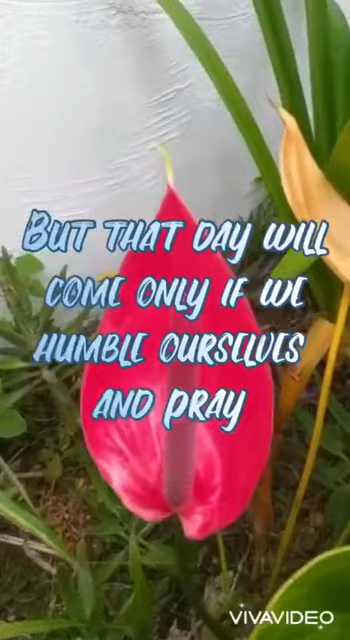 But that day will
come only if we
humble ourselves
and pray
VIVAVIDEO